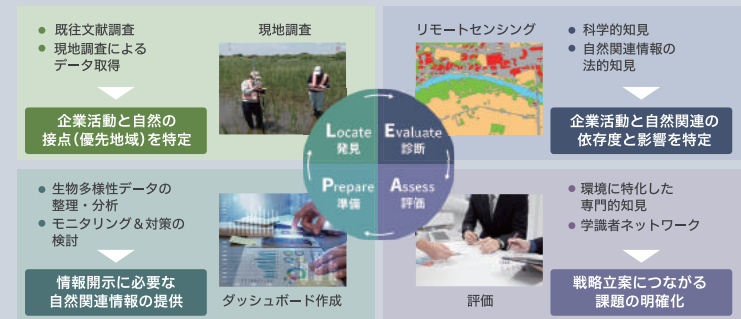 ● 既往文献調査
● 現地調査による
データ取得
企業活動と自然の
接点（優先地域）を特定
現地調査
リモートセンシング
● 科学的知見
● 自然関連情報の
法的知見
企業活動と自然関連の
依存度と影響を特定
Locate
発見
Evaluate
診断
Prepare
準備
Assess
評価
● 生物多様性データの
整理・分析
● モニタリング＆対策の
検討
情報開示に必要な
自然関連情報の提供
ダッシュボード作成
評価
● 環境に特化した
専門的知見
● 学識者ネットワーク
戦略立案につながる
課題の明確化